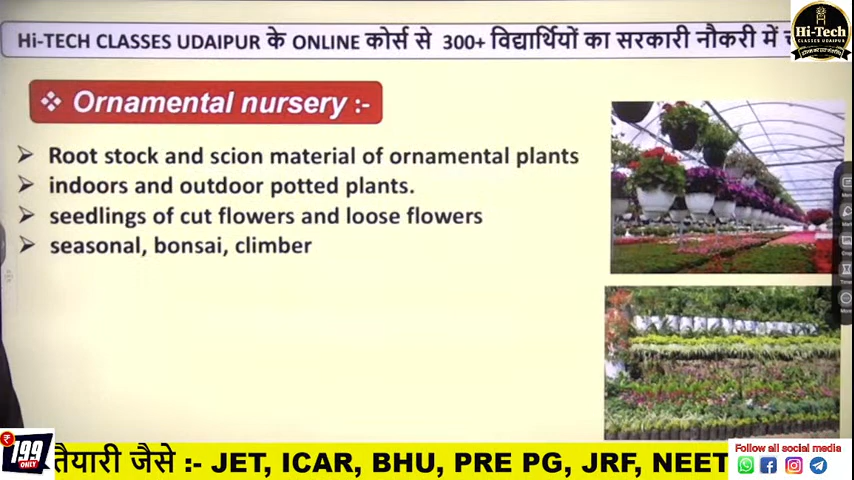 Hi-TECH CLASSES UDAIPUR के ONLINE कोर्स से 300+ विद्यार्थियों का सरकारी नौकरी में
Hi-Tech
CLASSES UDAIPUR
❖ Ornamental nursery :-
➢ Root stock and scion material of ornamental plants
➢ indoors and outdoor potted plants.
➢ seedlings of cut flowers and loose flowers
➢ seasonal, bonsai, climber
More
₹ 199
ONLY
तैयारी जैसे :- JET, ICAR, BHU, PRE PG, JRF, NEET
Follow all social media